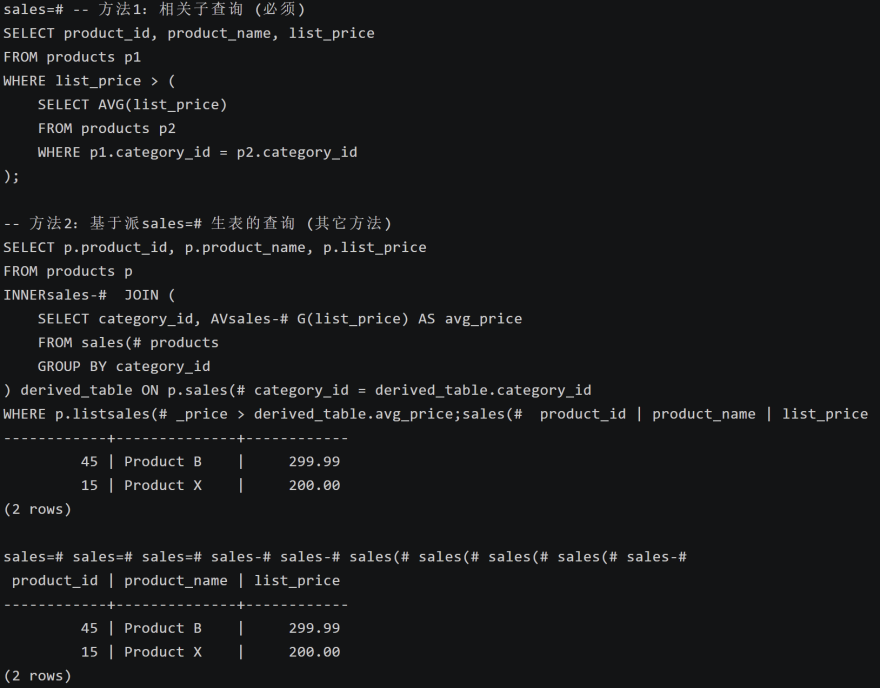 sales=# -- 方法1: 相关子查询 (必须)
SELECT product_id, product_name, list_price
FROM products p1
WHERE list_price > (
    SELECT AVG(list_price)
    FROM products p2
    WHERE p1.category_id = p2.category_id
);

-- 方法2: 基于派sales=# 生表的查询 (其它方法)
SELECT p.product_id, p.product_name, p.list_price
FROM products p
INNERsales-#  JOIN (
    SELECT category_id, AVsales-# G(list_price) AS avg_price
    FROM sales(# products
    GROUP BY category_id
) derived_table ON p.sales(# category_id = derived_table.category_id
WHERE p.listsales(# _price > derived_table.avg_price;sales(#  product_id | product_name | list_price
------------+--------------+------------
         45 | Product B    |     299.99
         15 | Product X    |     200.00
(2 rows)

sales=# sales=# sales=# sales-# sales-# sales(# sales(# sales(# sales(# sales-#
 product_id | product_name | list_price
------------+--------------+------------
         45 | Product B    |     299.99
         15 | Product X    |     200.00
(2 rows)